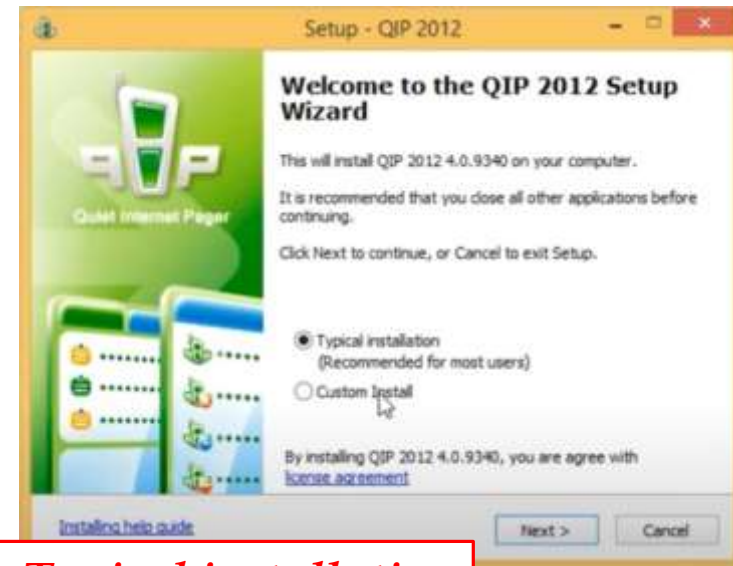 Setup - QIP 2012
Welcome to the QIP 2012 Setup
Wizard
This will install QIP 2012 4.0.9340 on your computer.
It is recommended that you close all other applications before
continuing.
Click Next to continue, or Cancel to exit Setup.
Quiet Internet Pager
Typical installation
(Recommended for most users)
Custom Install
By installing QIP 2012 4.0.9340, you are agree with
license agreement
Installing help guide
Next >
Cancel